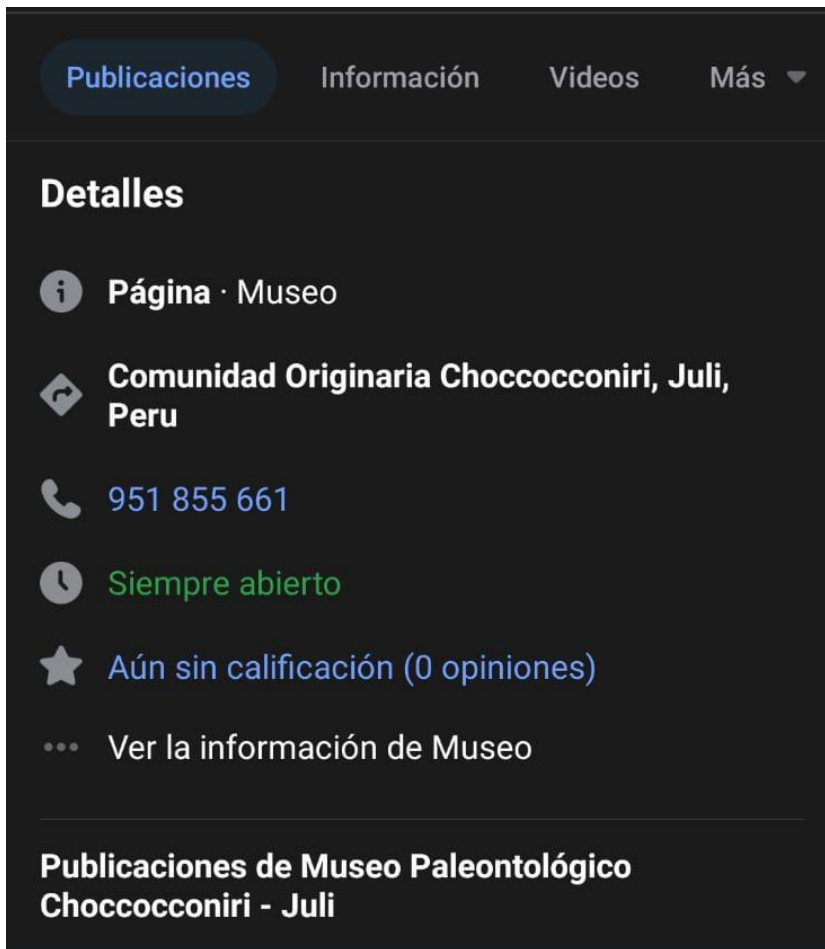 Publicaciones Información Videos Más
Detalles
Página · Museo
Comunidad Originaria Choccocconiri, Juli,
Peru
951 855 661
Siempre abierto
Aún sin calificación (0 opiniones)
Ver la información de Museo
Publicaciones de Museo Paleontológico
Choccocconiri - Juli